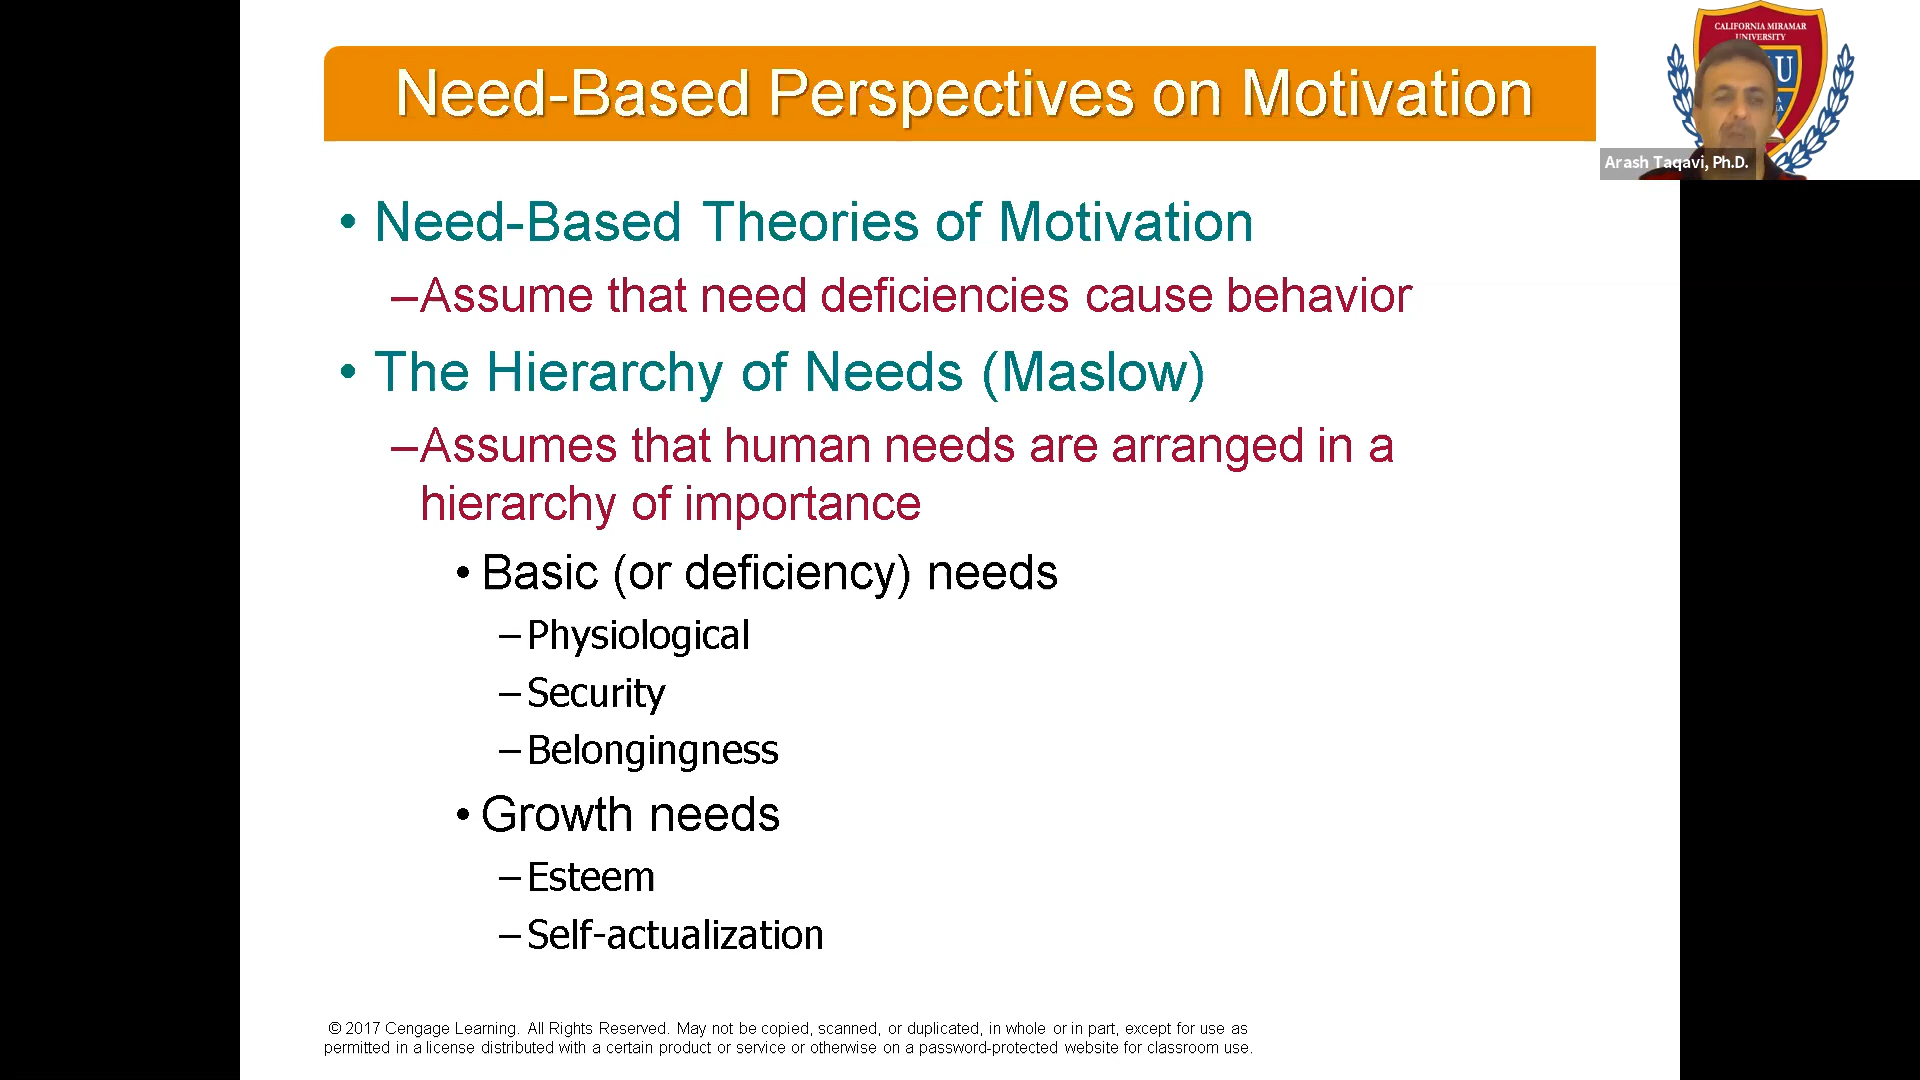 Need-Based Perspectives on Motivation
CALIFORNIA MIRAMAR
UNIVERSITY
Arash Taqavi, Ph.D.
• Need-Based Theories of Motivation
–Assume that need deficiencies cause behavior
• The Hierarchy of Needs (Maslow)
–Assumes that human needs are arranged in a
hierarchy of importance
• Basic (or deficiency) needs
– Physiological
– Security
– Belongingness
• Growth needs
– Esteem
– Self-actualization
© 2017 Cengage Learning. All Rights Reserved. May not be copied, scanned, or duplicated, in whole or in part, except for use as
permitted in a license distributed with a certain product or service or otherwise on a password-protected website for classroom use.